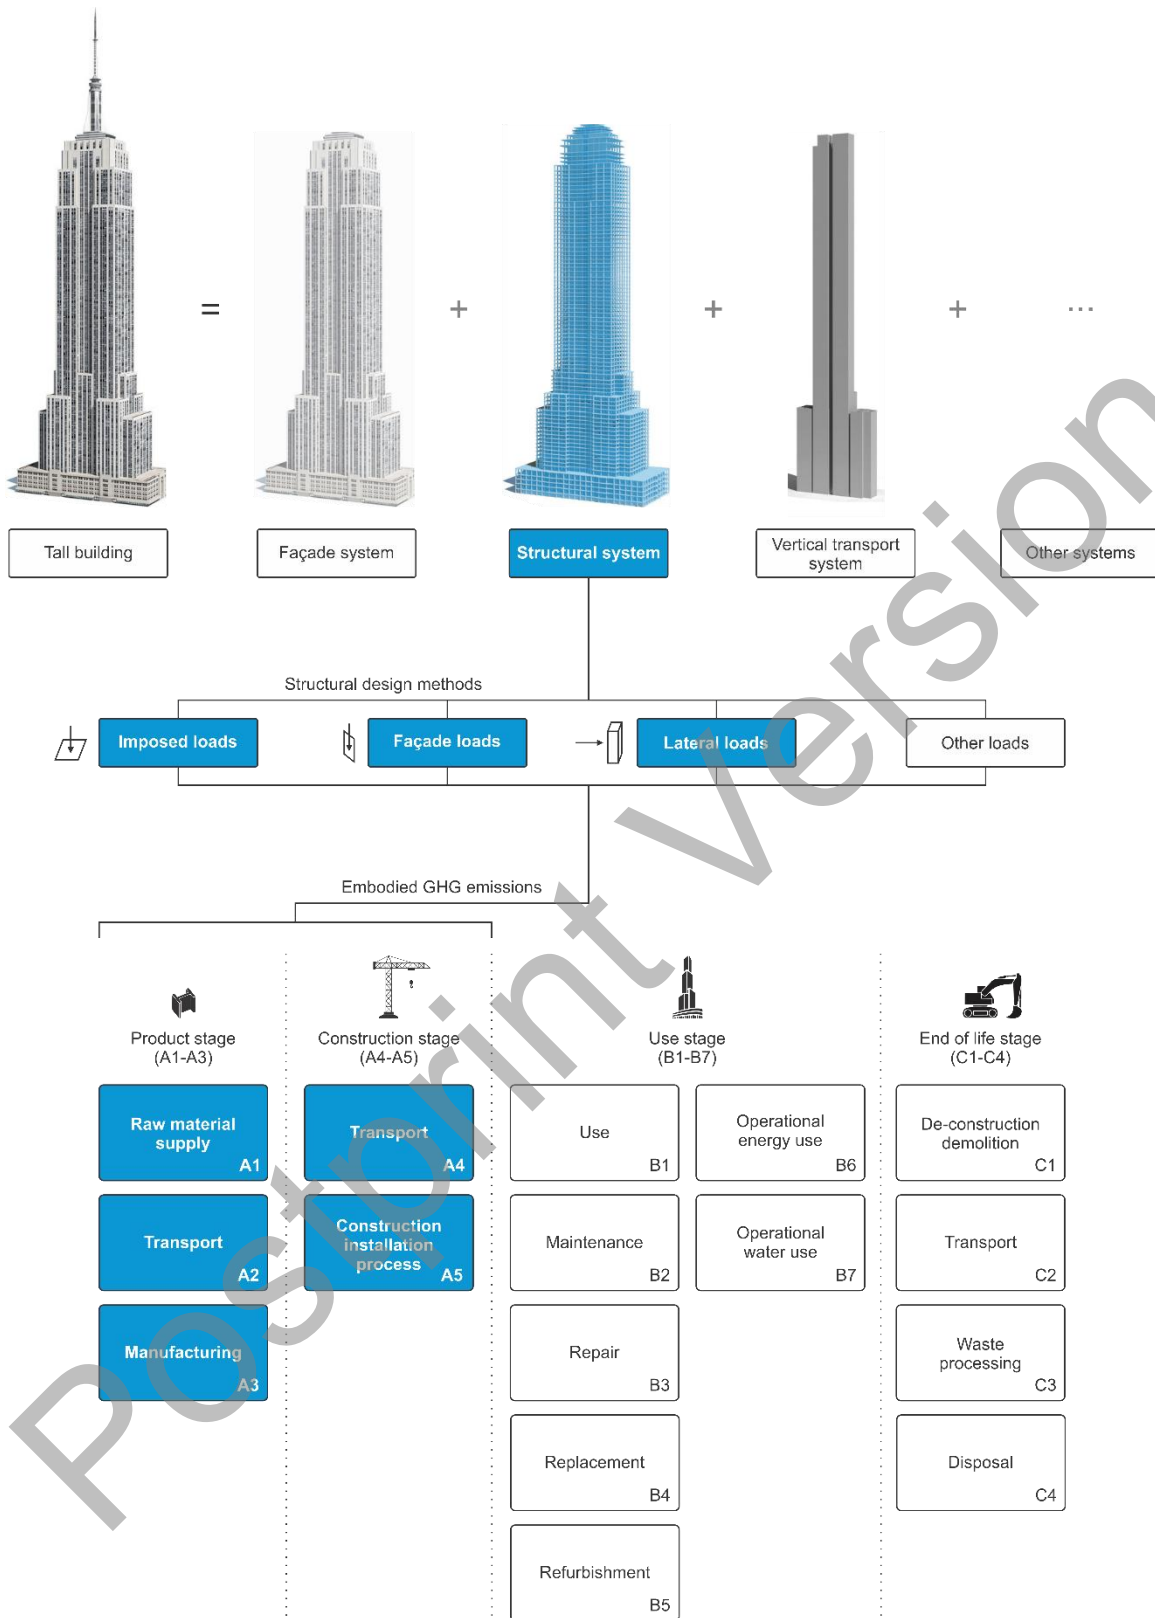 =
+
+
+
...
Tall building
Façade system
Structural system
Vertical transport
system
Other systems
Structural design methods
Imposed loads
Façade loads
Lateral loads
Other loads
Embodied GHG emissions
Product stage
(A1-A3)
Construction stage
(A4-A5)
Use stage
(B1-B7)
End of life stage
(C1-C4)
Raw material
supply
A1
Transport
A4
Use
B1
Operational
energy use
B6
De-construction
demolition
C1
Transport
A2
Construction
installation
process
A5
Maintenance
B2
Operational
water use
B7
Transport
C2
Manufacturing
A3
Repair
B3
Waste
processing
C3
Replacement
B4
Disposal
C4
Refurbishment
B5
Postprint Version